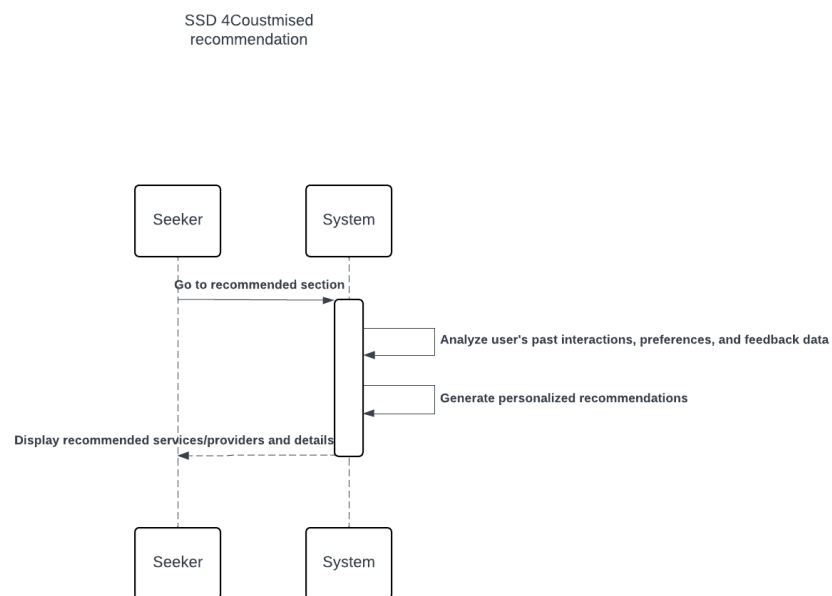 SSD 4Coustmised
recommendation
Seeker
System
Go to recommended section
Analyze user's past interactions, preferences, and feedback data
Generate personalized recommendations
Display recommended services/providers and details
Seeker
System